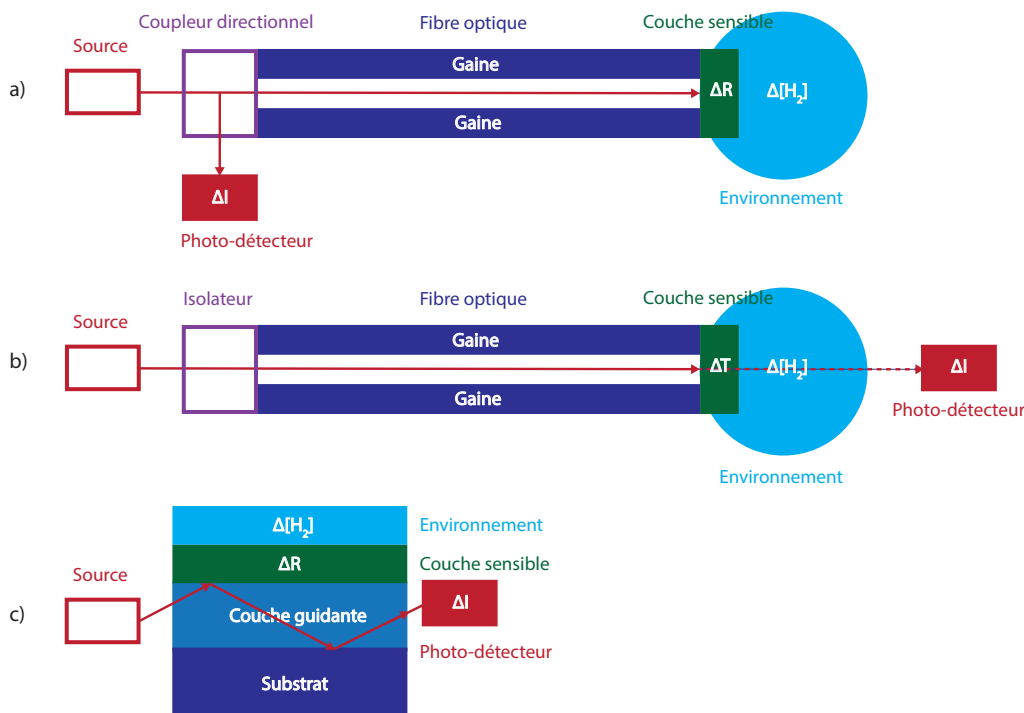 Coupleur directionnel
Fibre optique
Couche sensible
Source
Gaine
a)
ΔR
Δ[H₂]
Gaine
ΔI
Environnement
Photo-détecteur
Isolateur
Fibre optique
Couche sensible
Source
Gaine
b)
ΔT
Δ[H₂]
ΔI
Gaine
Photo-détecteur
Environnement
Δ[H₂]
Environnement
ΔR
Couche sensible
Source
c)
Couche guidante
ΔI
Photo-détecteur
Substrat